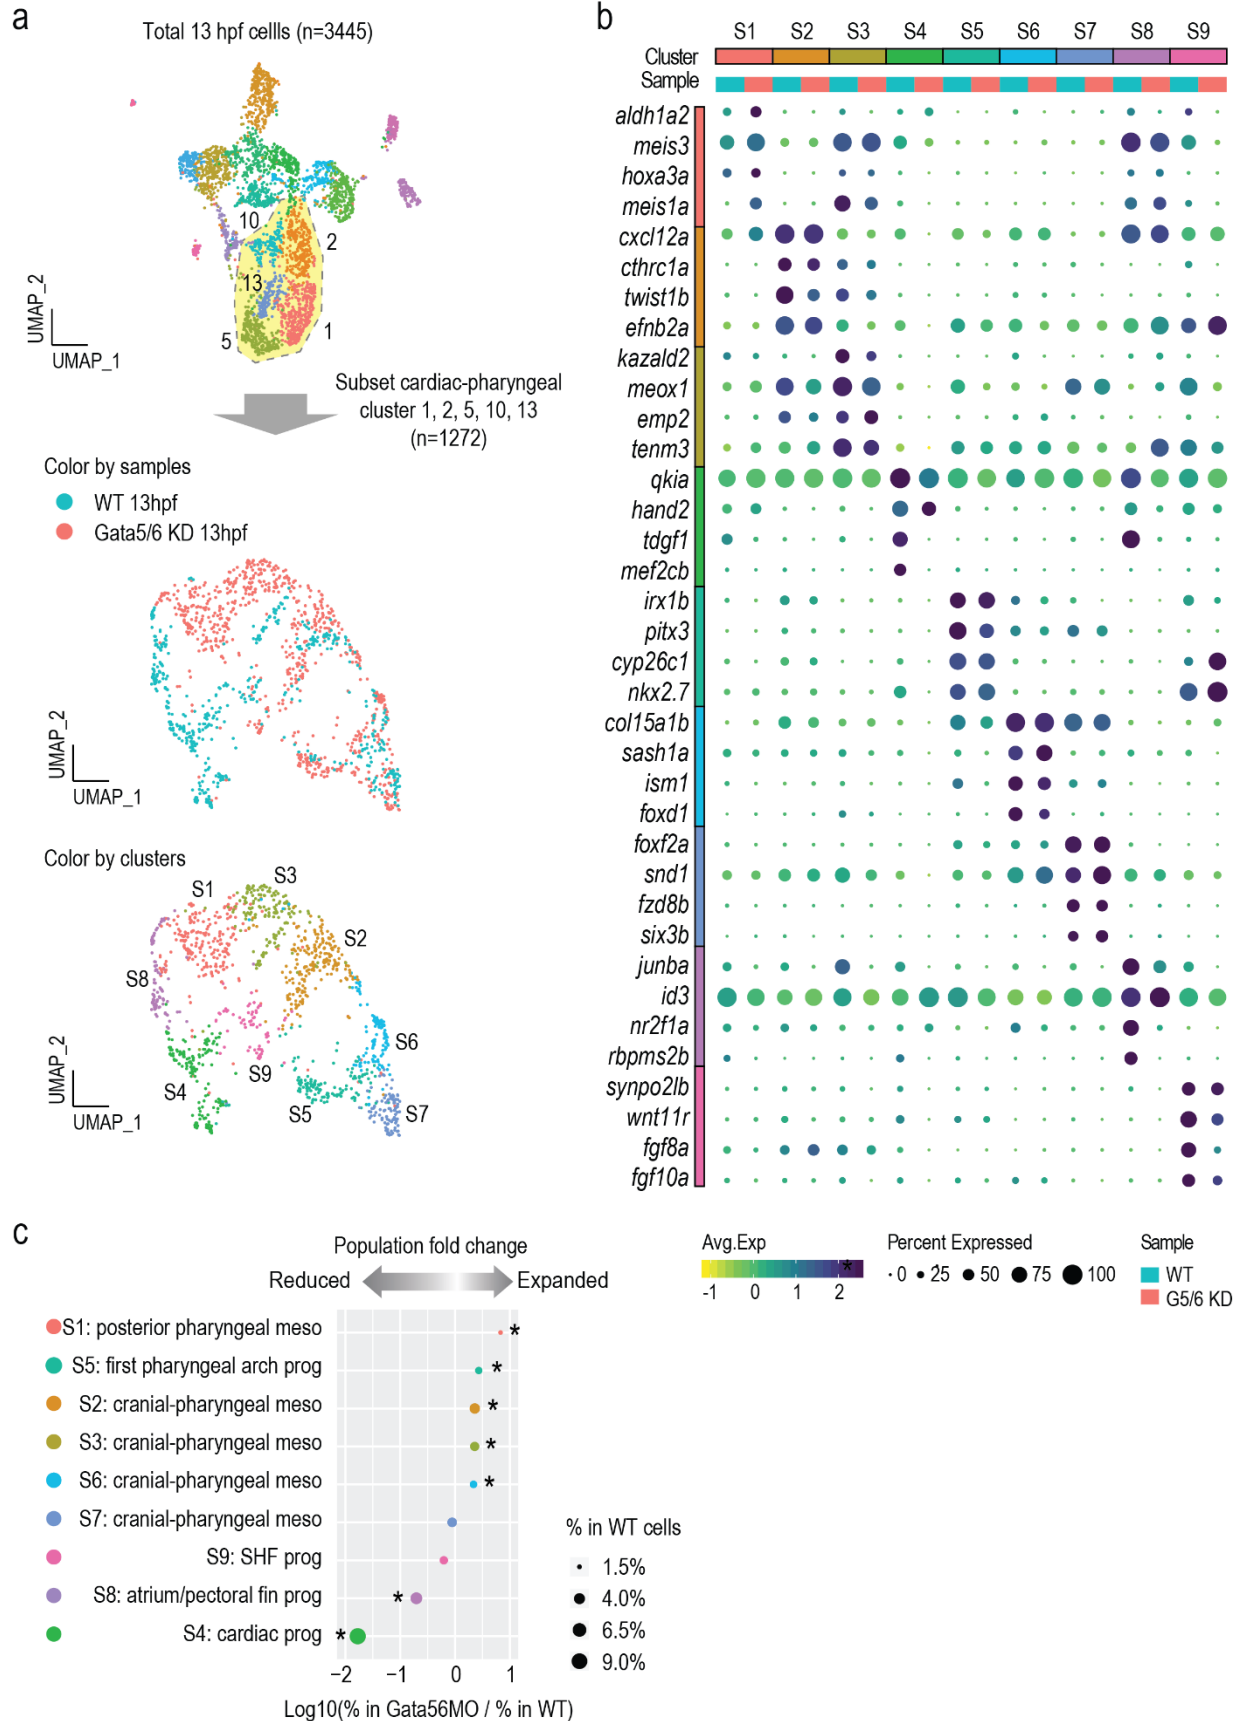 a
Total 13 hpf cellls (n=3445)
10
2
13
5
1
UMAP_2
UMAP_1
Subset cardiac-pharyngeal
cluster 1, 2, 5, 10, 13
(n=1272)
Color by samples
WT 13hpf
Gata5/6 KD 13hpf
UMAP_2
UMAP_1
Color by clusters
S3
S1
S2
S8
S6
S9
S4
S5
S7
UMAP_2
UMAP_1
b
S1 S2 S3 S4 S5 S6 S7 S8 S9
Cluster
Sample
aldh1a2
meis3
hoxa3a
meis1a
cxcl12a
cthrc1a
twist1b
efnb2a
kazald2
meox1
emp2
tenm3
qkia
hand2
tdgf1
mef2cb
irx1b
pitx3
cyp26c1
nkx2.7
col15a1b
sash1a
ism1
foxd1
foxf2a
snd1
fzd8b
six3b
junba
id3
nr2f1a
rbpms2b
synpo2lb
wnt11r
fgf8a
fgf10a
Avg.Exp
*
-1 0 1 2
Percent Expressed
0 25 50 75 100
Sample
WT
G5/6 KD
c
Population fold change
Reduced Expanded
S1: posterior pharyngeal meso *
S5: first pharyngeal arch prog *
S2: cranial-pharyngeal meso *
S3: cranial-pharyngeal meso *
S6: cranial-pharyngeal meso *
S7: cranial-pharyngeal meso
S9: SHF prog
S8: atrium/pectoral fin prog *
S4: cardiac prog *
−2 −1 0 1
Log10(% in Gata56MO / % in WT)
% in WT cells
1.5%
4.0%
6.5%
9.0%